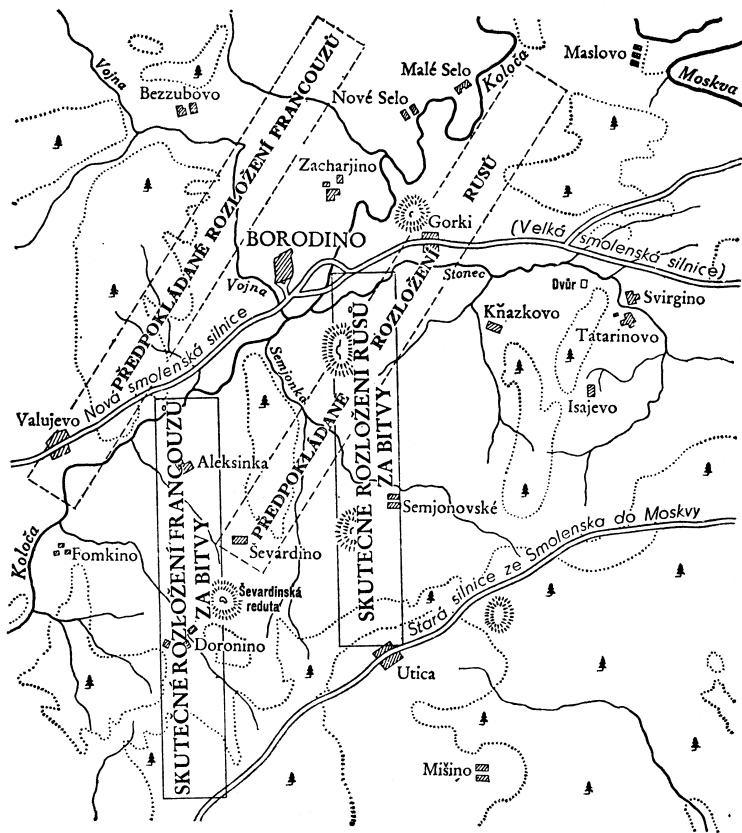 Maslovo
Moskva
Malé Selo
Koloča
Vojna
Bezzubovo
Nové Selo
PŘEDPOKLÁDANÉ ROZLOŽENÍ FRANCOUZŮ
Zacharjino
RUSŮ
Gorki
(Velká smolenská silnice)
BORODINO
ROZLOŽENÍ
Stonec
Vojna
Dvůr
Svirgino
Kňazkovo
Tatarinovo
Nová smolenská silnice
Semjonka
Isajevo
Valujevo
PŘEDPOKLÁDANÉ
SKUTEČNÉ ROZLOŽENÍ RUSŮ
ZA BITVY
Aleksinka
SKUTEČNÉ ROZLOŽENÍ FRANCOUZŮ
ZA BITVY
Semjonovské
Stará silnice ze Smolenska do Moskvy
Koloča
Fomkino
Ševardino
Ševardinská
reduta
Doronino
Utica
Mišino